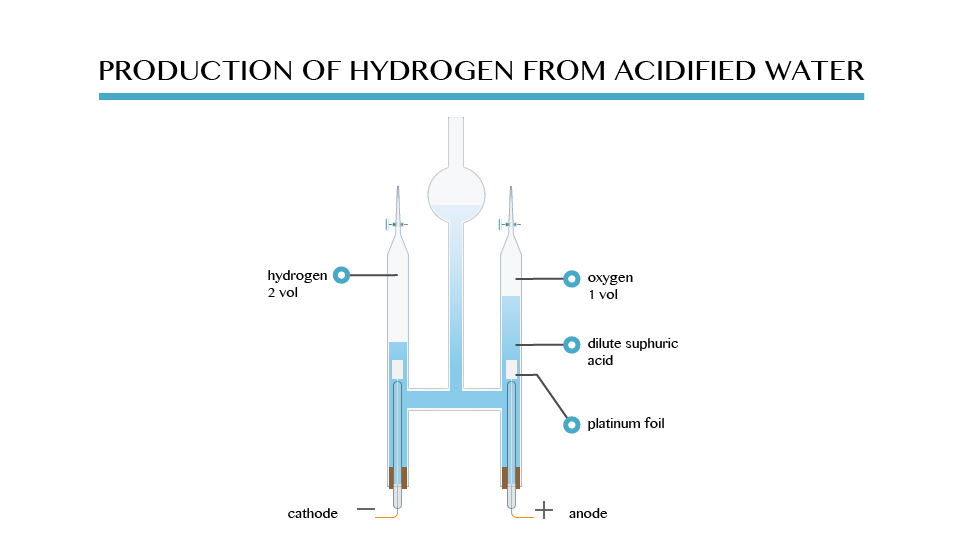 PRODUCTION OF HYDROGEN FROM ACIDIFIED WATER
hydrogen
2 vol
oxygen
1 vol
dilute suphuric
acid
platinum foil
cathode
—
+
anode